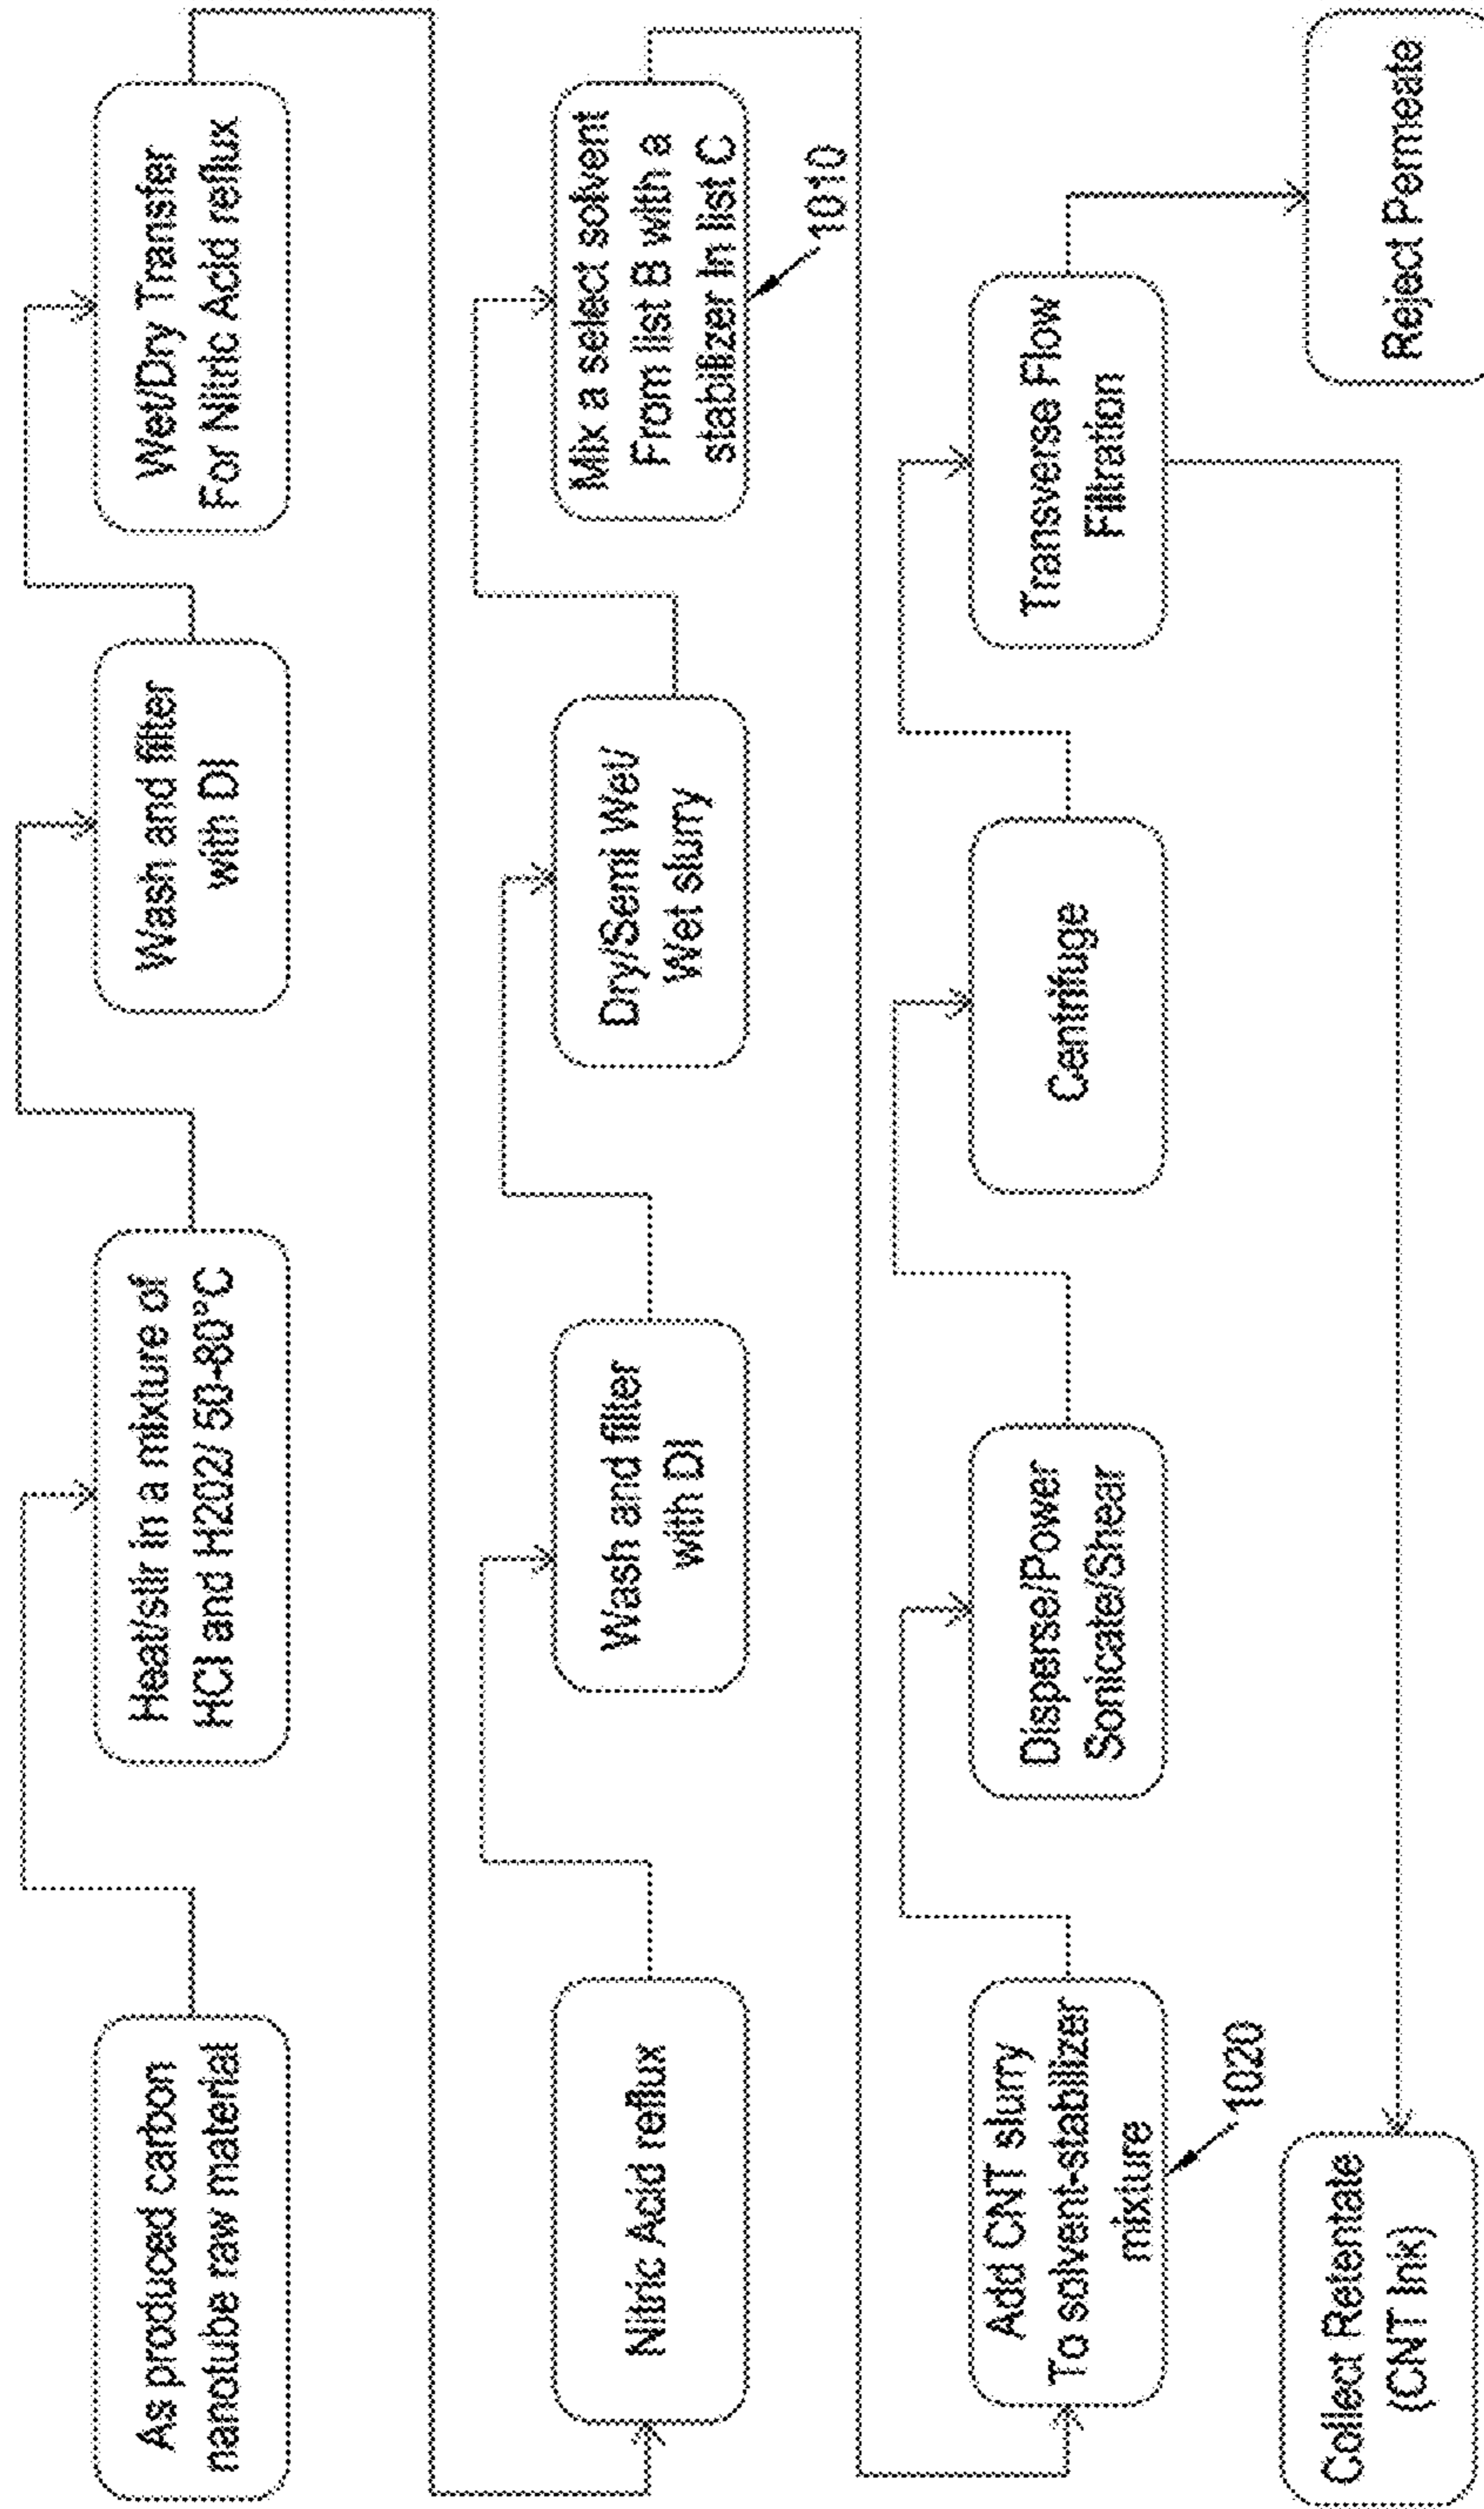 As produced carbon
nanotube raw material
Heat/stir in a mixture of
HCl and H202/ 50-80°C
Wash and filter
with DI
Wet/Dry Transfer
For Nitric Acid reflux
Nitric Acid reflux
Wash and filter
with DI
Dry/Semi Wet/
Wet slurry
Mix a select solvent
From list B with a
stabilizer In list C
1010
Add CNT slurry
To solvent-stabilizer
mixture
1020
Disperse/Power
Sonicate/Shear
Centrifuge
Transverse Flow
Filtration
Collect Retentate
(CNT Ink)
Reject Permeate